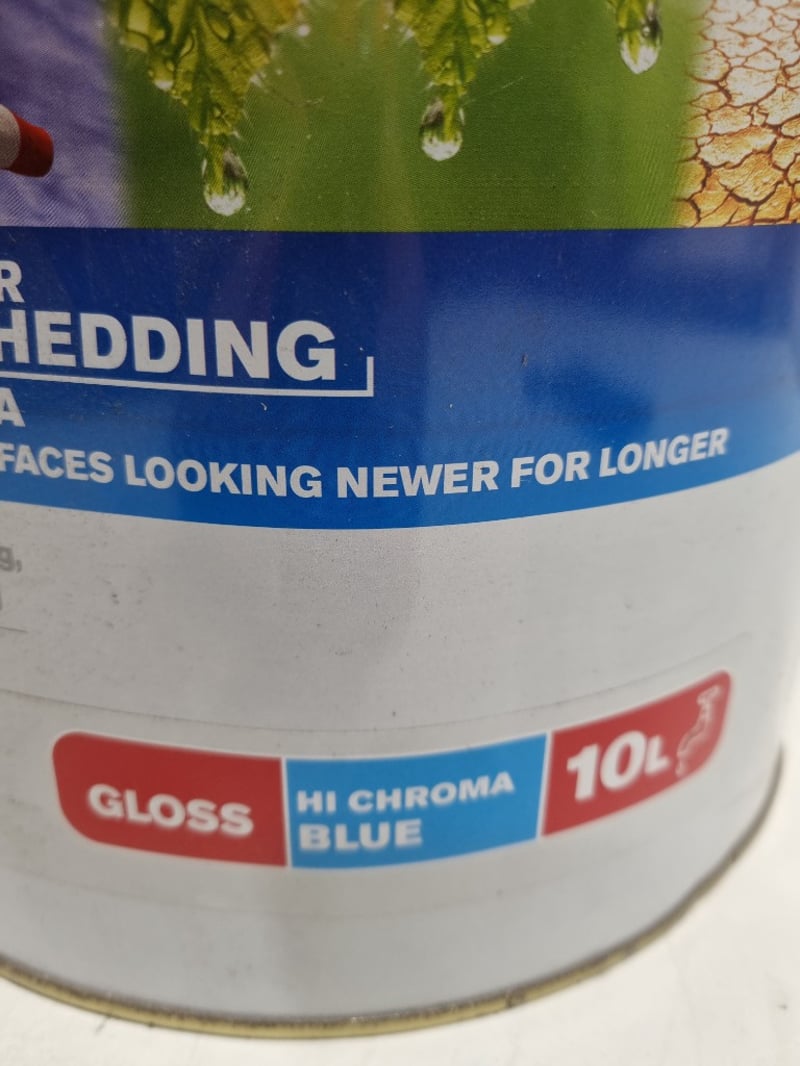 R
HEDDING
A
FACES LOOKING NEWER FOR LONGER
g,
GLOSS
HI CHROMA
BLUE
10L